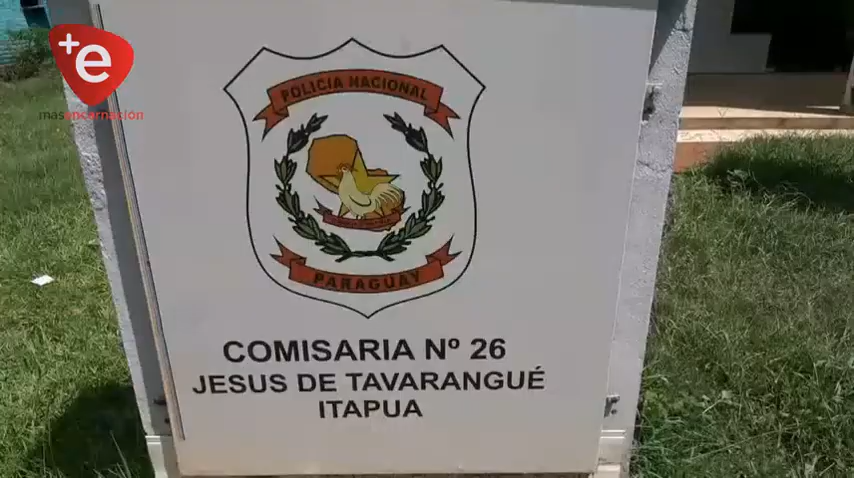 +e
masencarnación
POLICIA NACIONAL
PARAGUAY
COMISARIA Nº 26
JESUS DE TAVARANGUÉ
ITAPUA